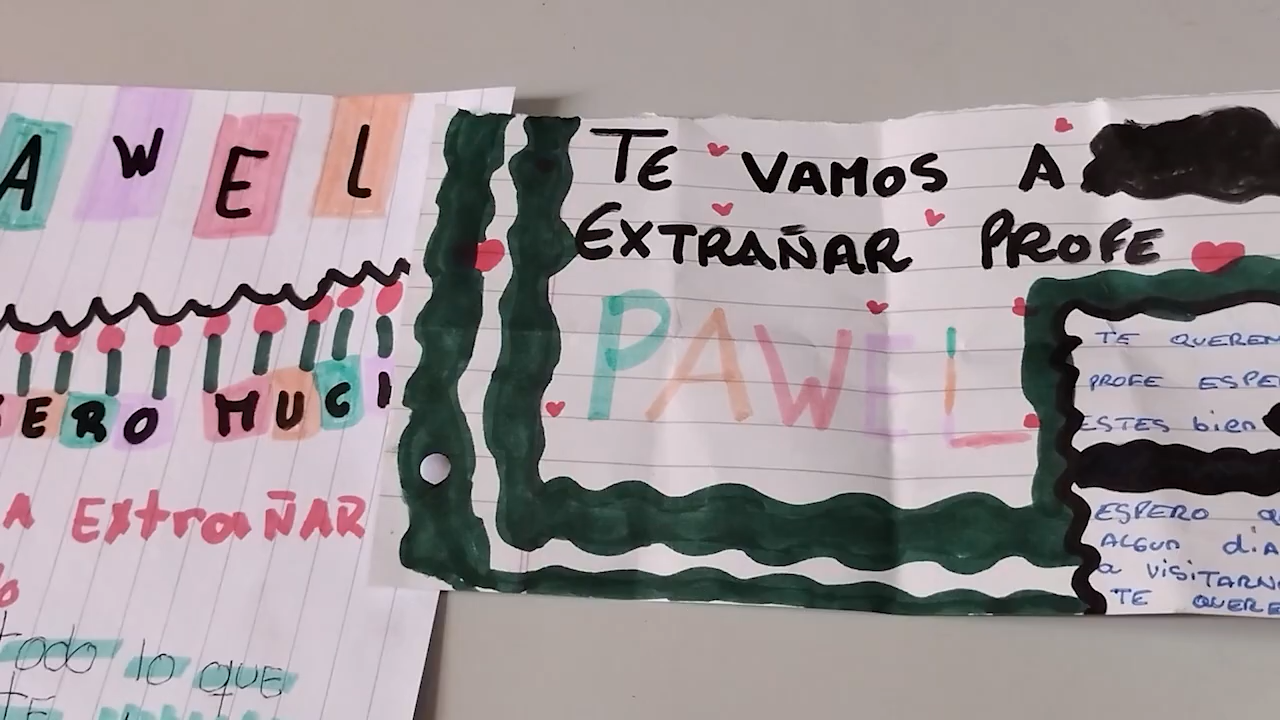 AWEL
ERO MUCH
A ExtraÑAR
todo lo que
TE VAMOS A
EXTRAÑAR PROFE
PAWEL
TE QUEREM
PROFE ESPE
ESTES bien
ESPERO
ALGUN díA
a VISITARN
TE QUERE